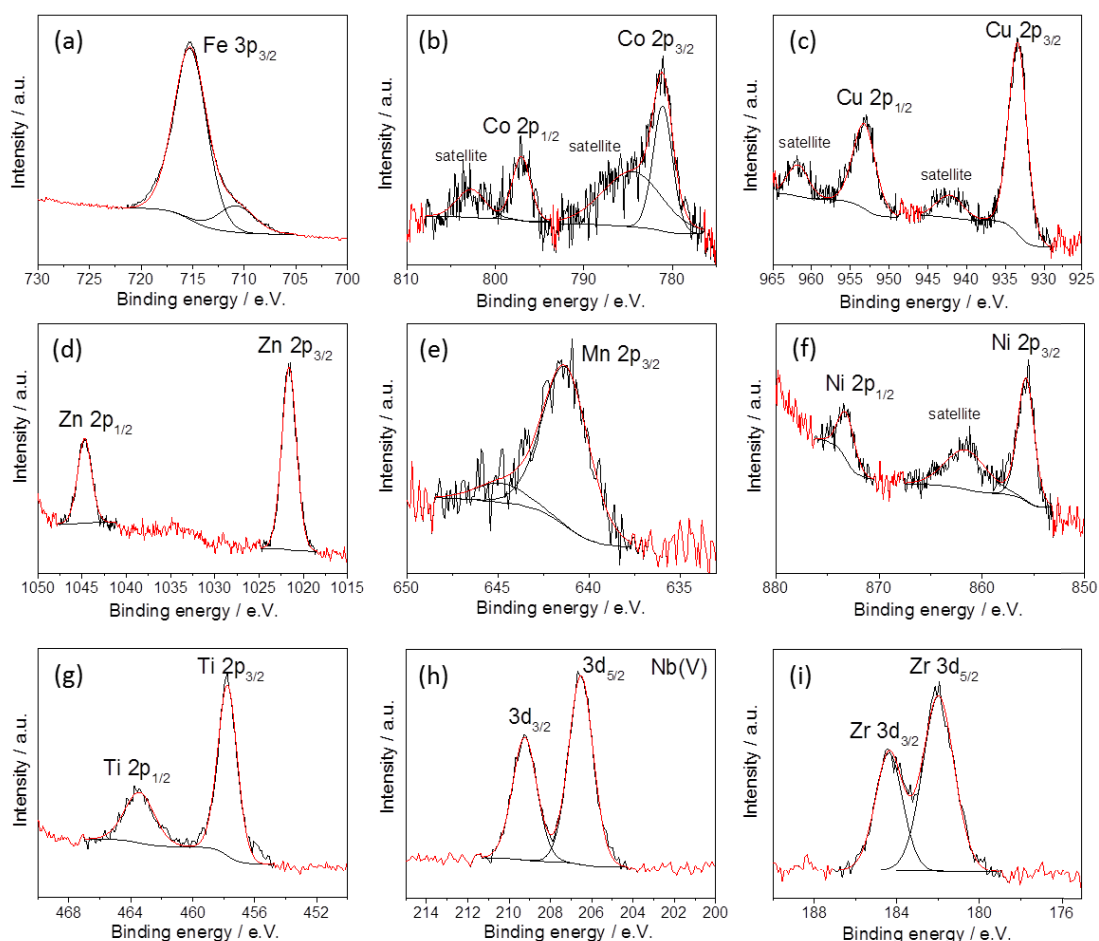 (a)
Fe 3p3/2
Intensity / a.u.
730 725 720 715 710 705 700
Binding energy / e.V.
(b)
Co 2p3/2
Co 2p1/2
satellite
satellite
Intensity / a.u.
810 800 790 780
Binding energy / e.V.
(c)
Cu 2p3/2
Cu 2p1/2
satellite
satellite
Intensity / a.u.
965 960 955 950 945 940 935 930 925
Binding energy / e.V.
(d)
Zn 2p3/2
Zn 2p1/2
Intensity / a.u.
1050 1045 1040 1035 1030 1025 1020 1015
Binding energy / e.V.
(e)
Mn 2p3/2
Intensity / a.u.
650 645 640 635
Binding energy / e.V.
(f)
Ni 2p3/2
Ni 2p1/2
satellite
Intensity / a.u.
880 870 860 850
Binding energy / e.V.
(g)
Ti 2p3/2
Ti 2p1/2
Intensity / a.u.
468 464 460 456 452
Binding energy / e.V.
(h)
3d5/2 Nb(V)
3d3/2
Intensity / a.u.
214 212 210 208 206 204 202 200
Binding energy / e.V.
(i)
Zr 3d5/2
Zr 3d3/2
Intensity / a.u.
188 184 180 176
Binding energy / e.V.